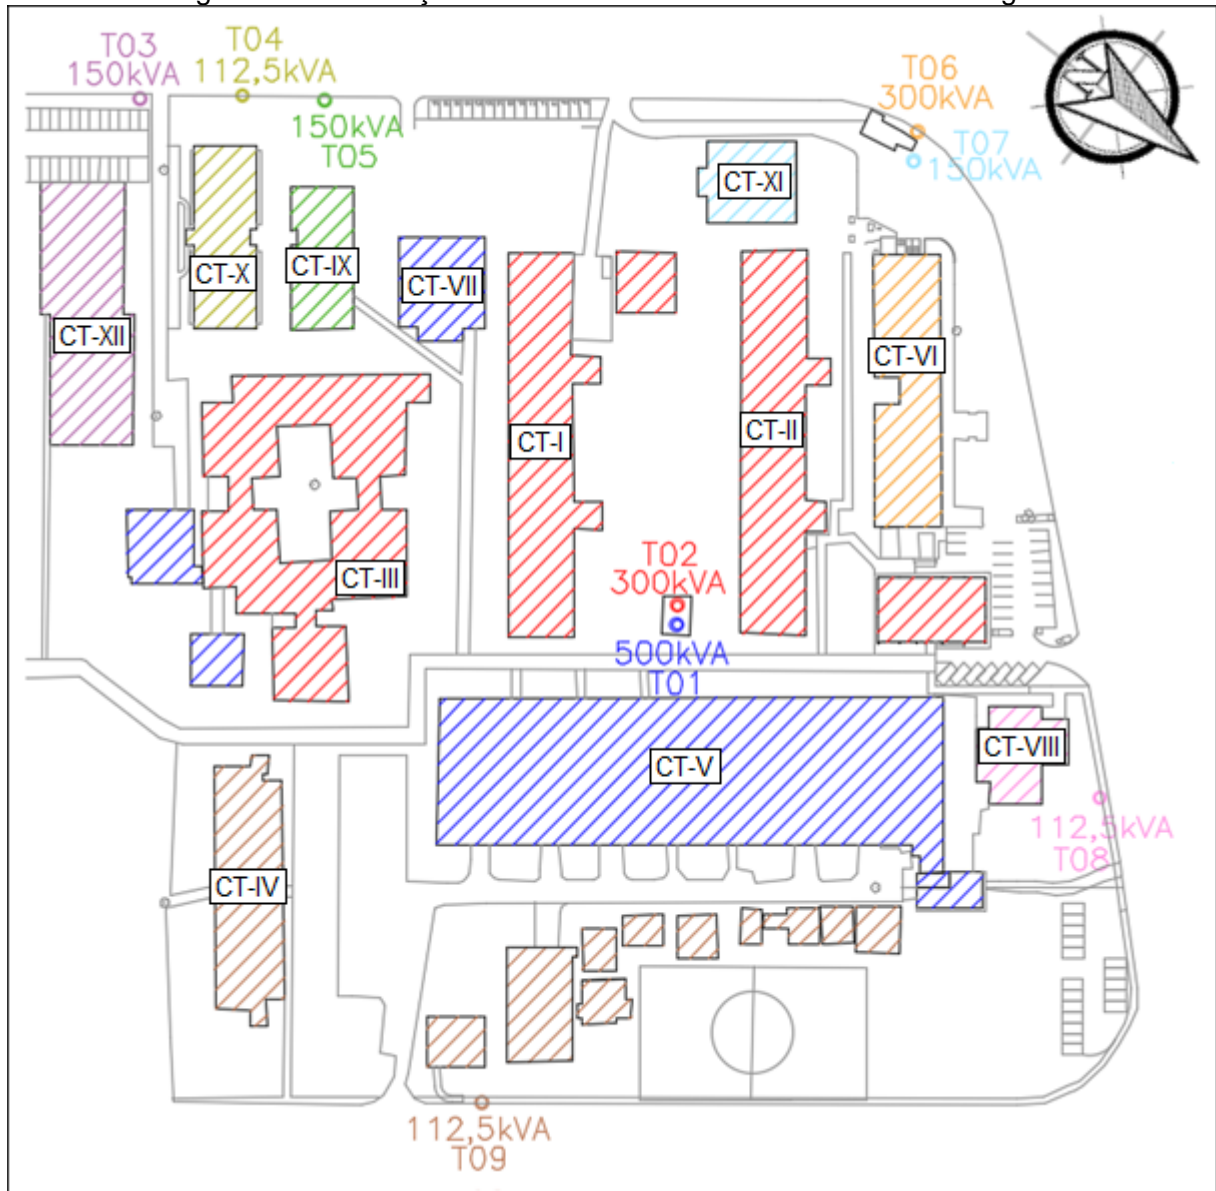 T03
150kVA
T04
112,5kVA
150kVA
T05
T06
300kVA
T07
150kVA
CT-XI
CT-X
CT-IX
CT-VII
CT-XII
CT-VI
CT-I
CT-II
CT-III
T02
300kVA
500kVA
T01
CT-V
CT-VIII
112,5kVA
T08
CT-IV
112,5kVA
T09